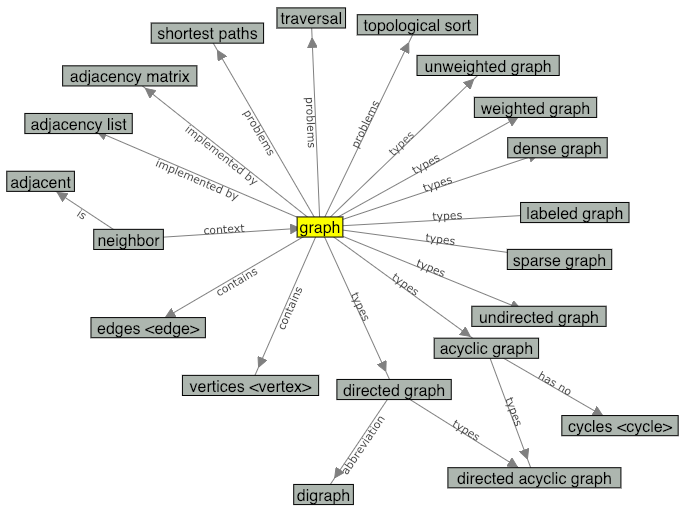 traversal
topological sort
shortest paths
unweighted graph
adjacency matrix
weighted graph
adjacency list
dense graph
adjacent
labeled graph
neighbor
graph
sparse graph
undirected graph
edges <edge>
acyclic graph
vertices <vertex>
directed graph
cycles <cycle>
directed acyclic graph
digraph
problems
problems
problems
implemented by
implemented by
types
types
types
types
types
is
context
contains
contains
types
types
types
has no
types
types
abbreviation